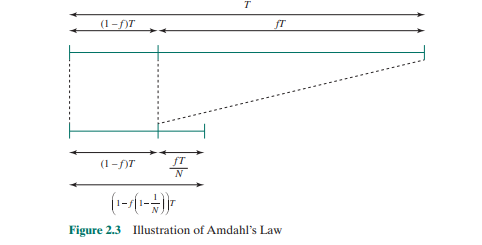 T
(1 – f)T fT
(1 – f)T fT/N
(1–f(1–1/N))T
Figure 2.3 Illustration of Amdahl's Law